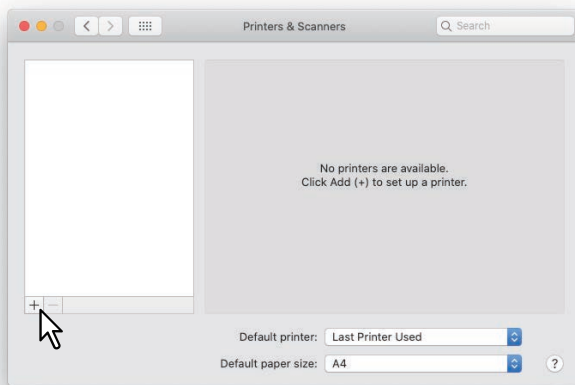 Printers & Scanners
Search
No printers are available.
Click Add (+) to set up a printer.
+ −
Default printer: Last Printer Used
Default paper size: A4
?